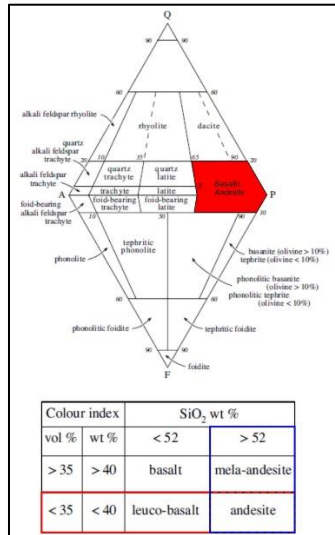 Q
90
90
60
60
alkali feldspar rhyolite
rhyolite
dacite
quartz
alkali feldspar
trachyte
20
10
35
65
90
20
quartz
trachyte
quartz
latite
Basalt
Andesite
alkali feldspar
trachyte
trachyte
latite
5
A
P
foid-bearing
alkali feldspar
trachyte
foid-bearing
trachyte
foid-bearing
latite
10
10
50
90
tephritic
phonolite
phonolite
basanite (olivine > 10%)
tephrite (olivine < 10%)
phonolitic basanite
(olivine > 10%)
phonolitic tephrite
(olivine < 10%)
60
60
phonolitic foidite
tephritic foidite
90
90
foidite
F
Colour index
SiO₂ wt %
vol %
wt %
< 52
> 52
> 35
> 40
basalt
mela-andesite
< 35
< 40
leuco-basalt
andesite